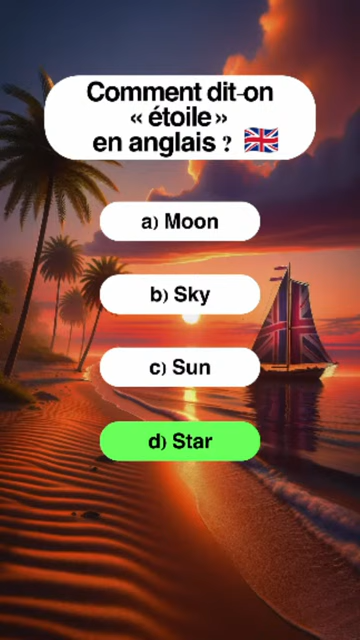 Comment dit-on
« étoile »
en anglais ? 🇬🇧
a) Moon
b) Sky
c) Sun
d) Star